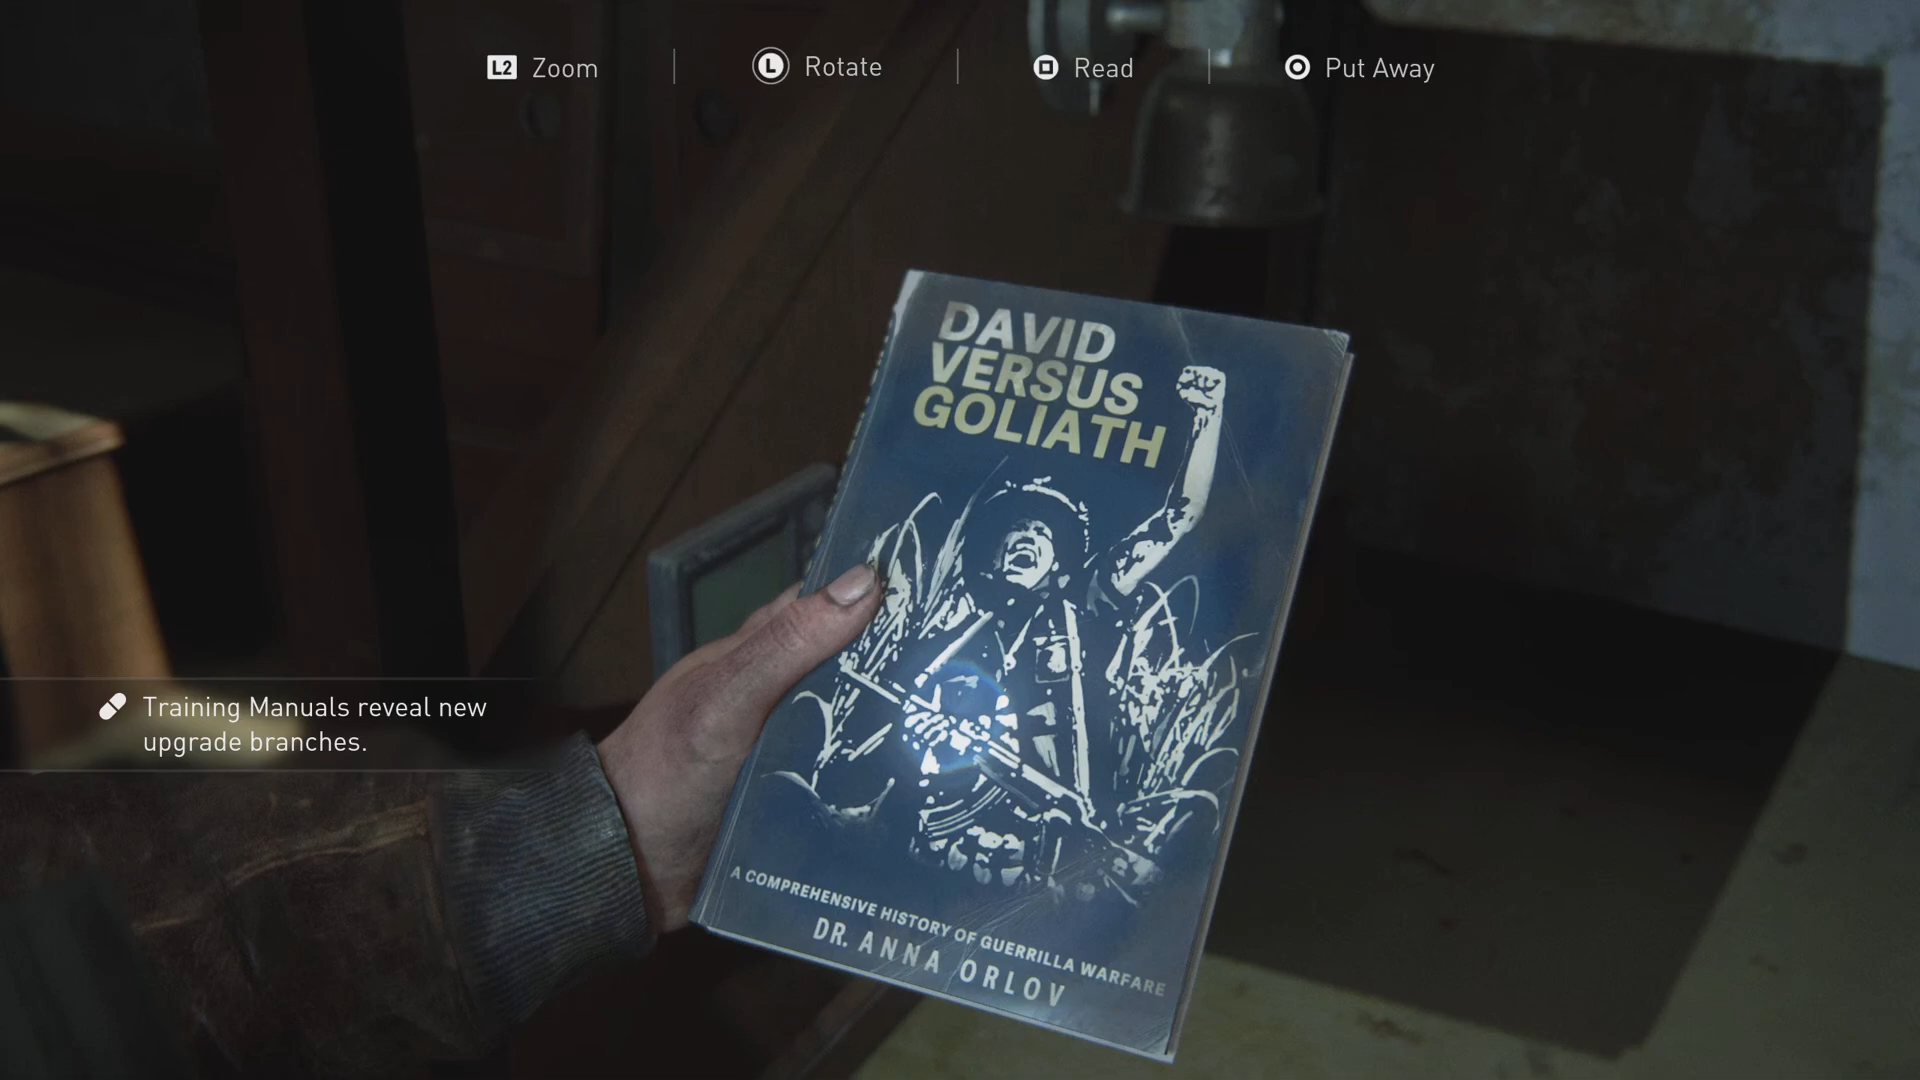 L2 Zoom
L Rotate
Read
Put Away
DAVID
VERSUS
GOLIATH
Training Manuals reveal new
upgrade branches.
A COMPREHENSIVE HISTORY OF GUERRILLA WARFARE
DR. ANNA ORLOV